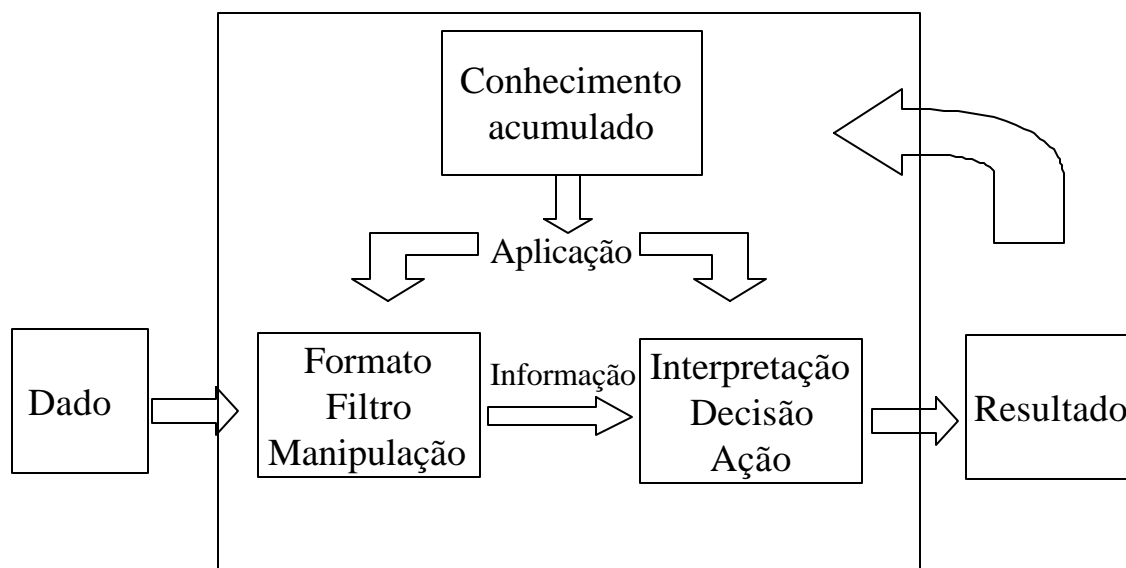 Conhecimento
acumulado
Aplicação
Dado
Formato
Filtro
Manipulação
Informação
Interpretação
Decisão
Ação
Resultado